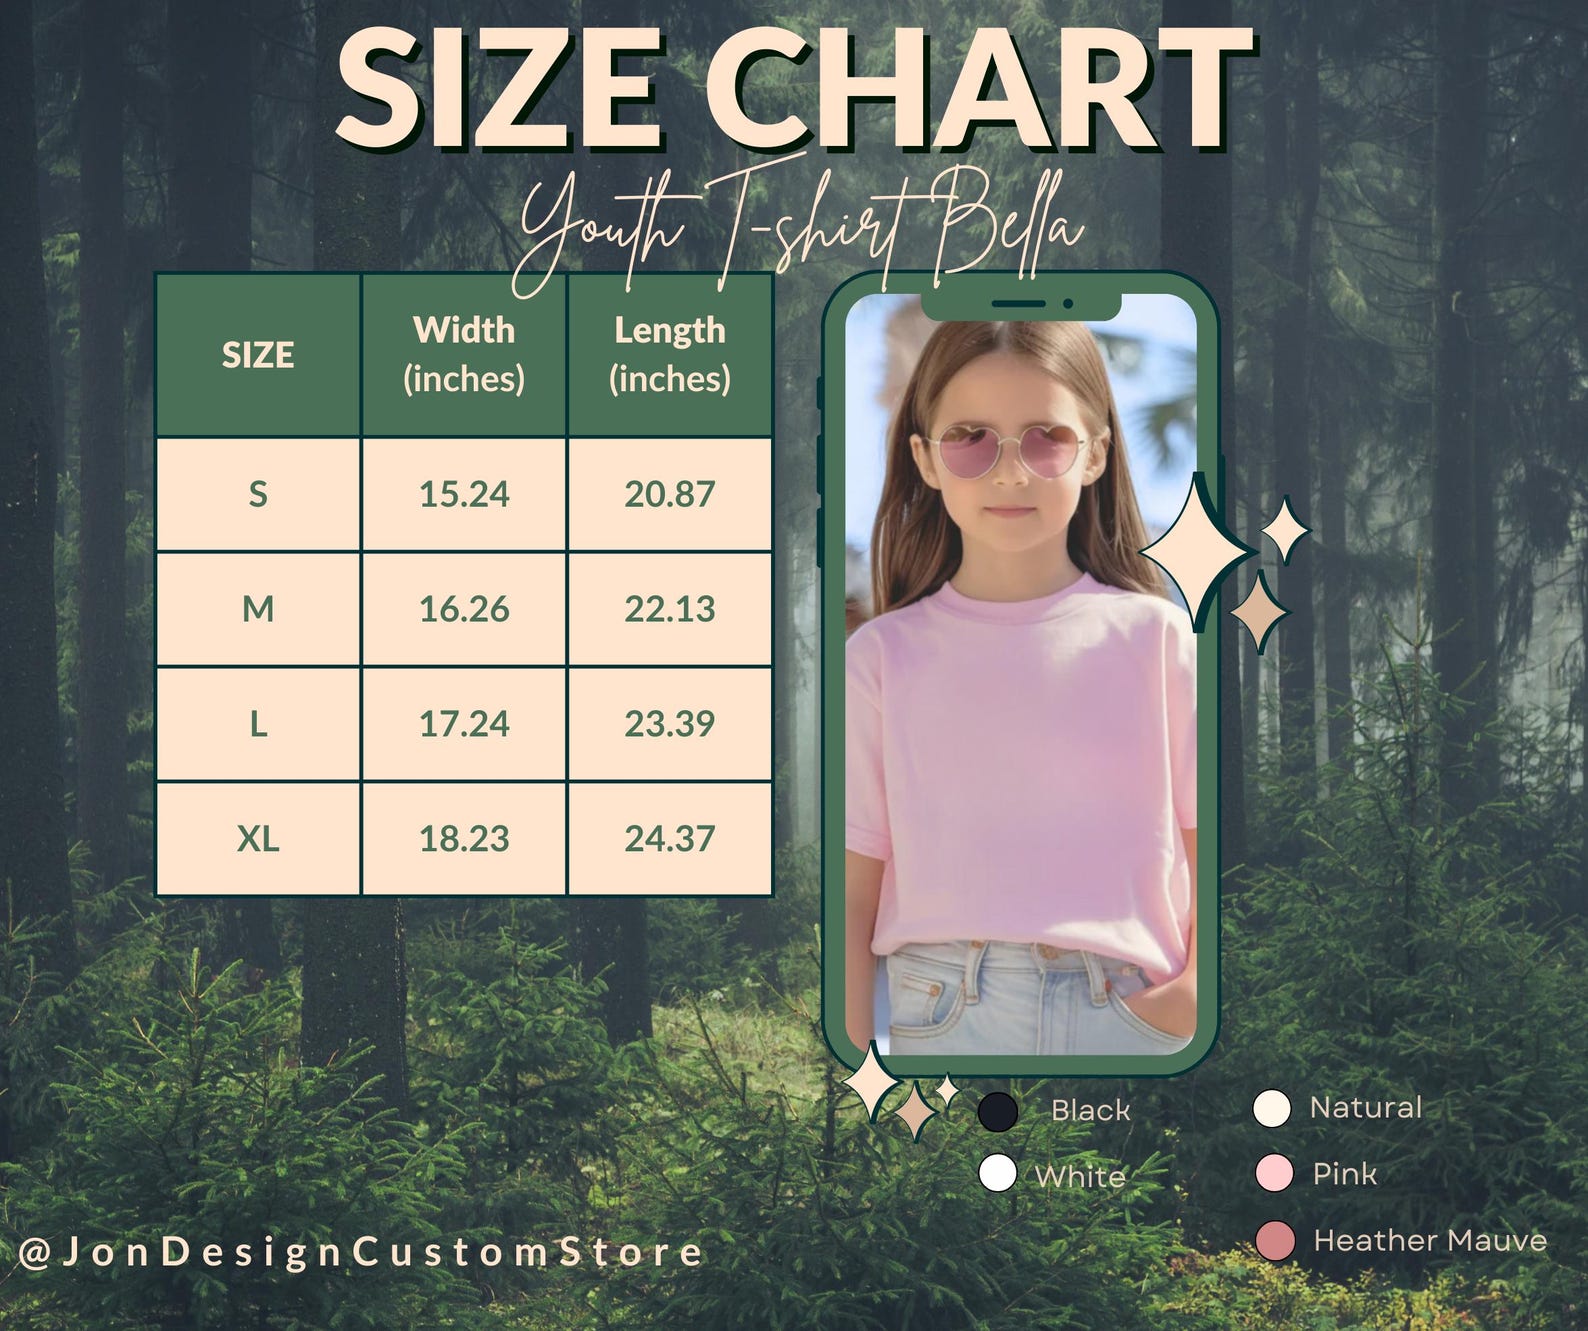 SIZE CHART
Youth T-shirt Bella
SIZE Width (inches) Length (inches)
S 15.24 20.87
M 16.26 22.13
L 17.24 23.39
XL 18.23 24.37
Black Natural
White Pink
Heather Mauve
@JonDesignCustomStore